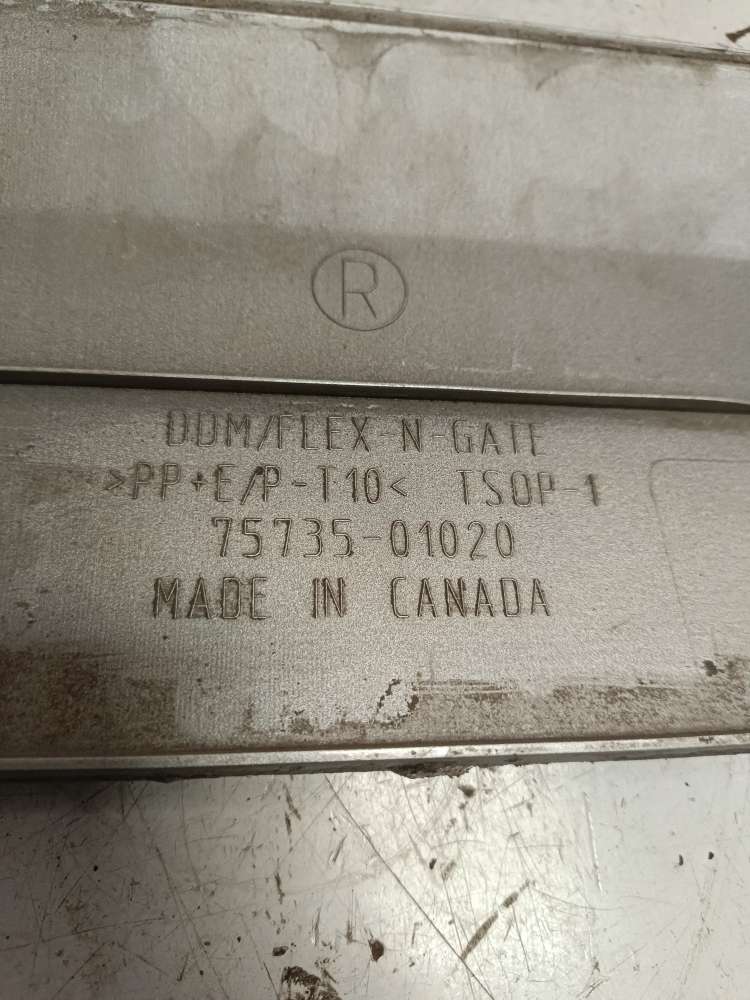 R
DDM/FLEX-N-GATE
>PP+E/P-T10< TSOP-1
75735-01020
MADE IN CANADA